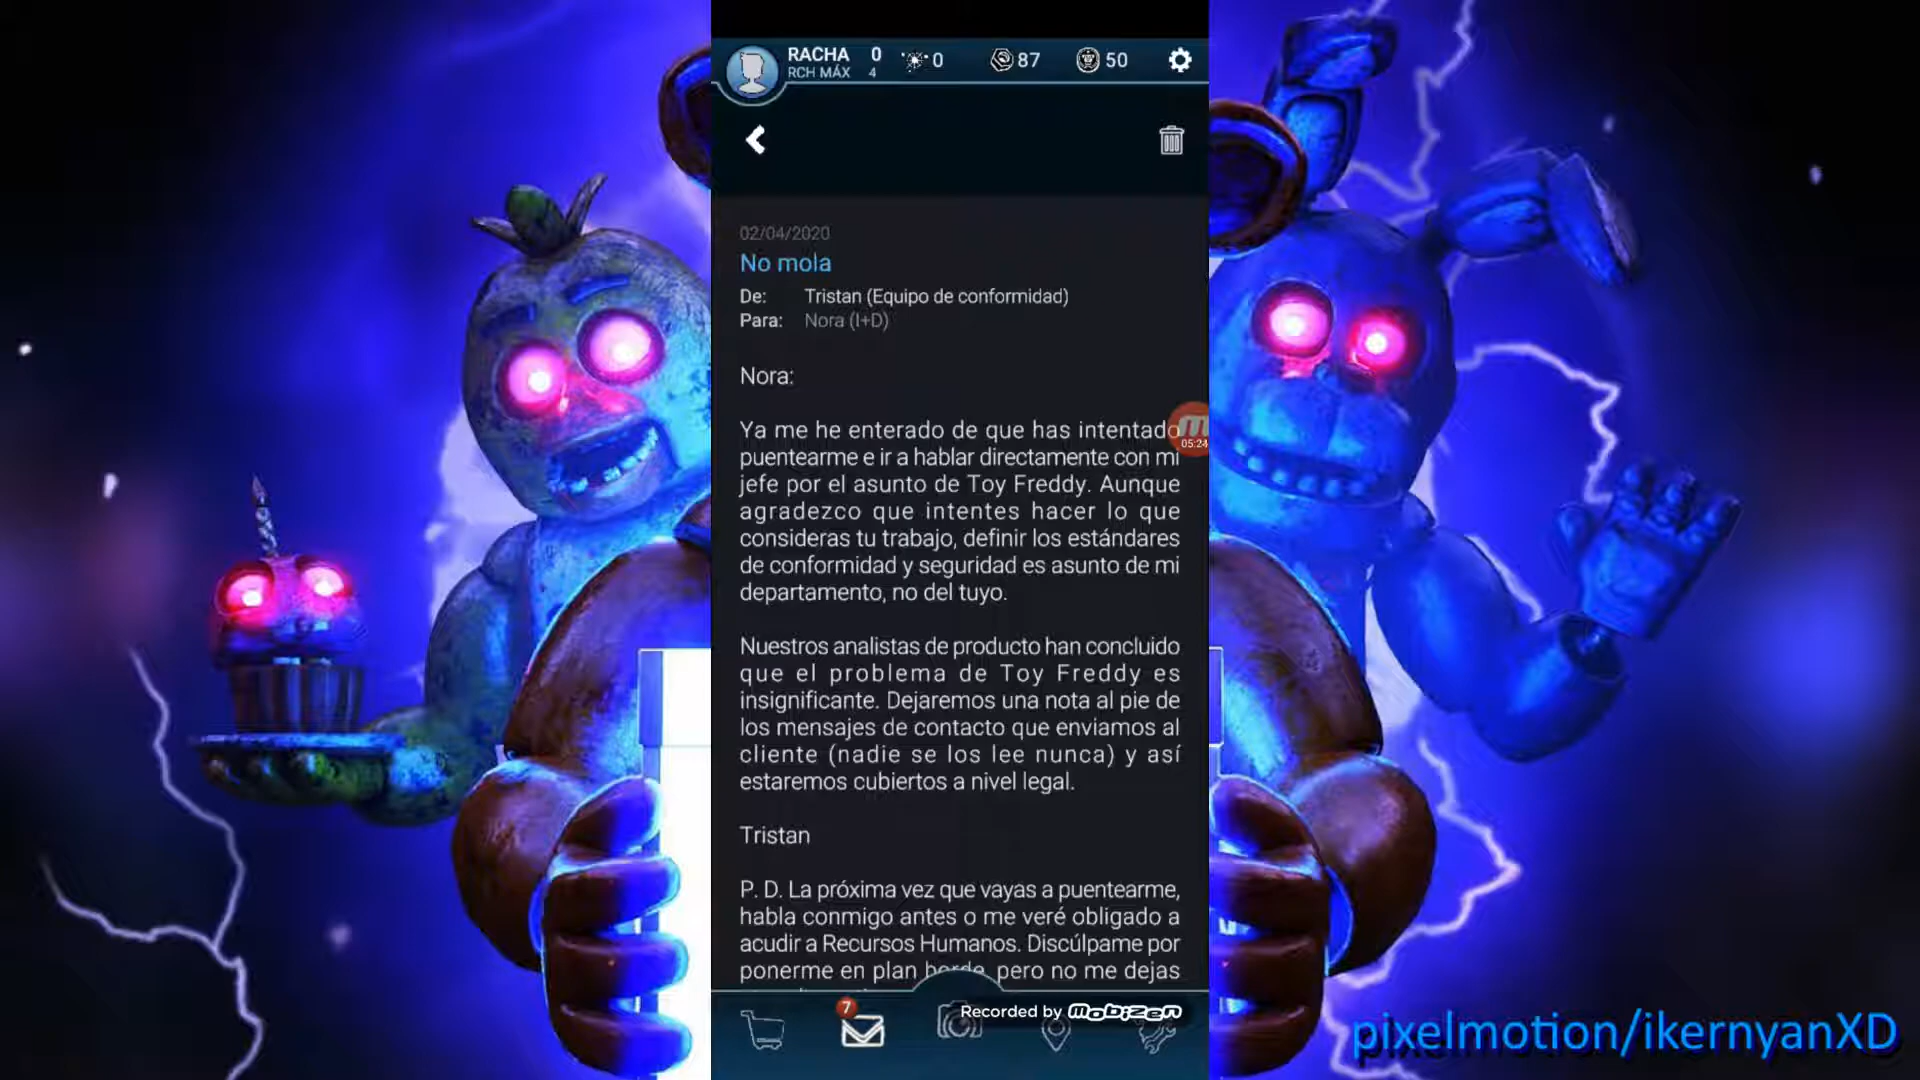 RACHA 0 0 87 50
RCH MÁX 4
02/04/2020
No mola
De: Tristan (Equipo de conformidad)
Para: Nora (I+D)
Nora:
Ya me he enterado de que has intentado
puentearme e ir a hablar directamente con mi
jefe por el asunto de Toy Freddy. Aunque
agradezco que intentes hacer lo que
consideras tu trabajo, definir los estándares
de conformidad y seguridad es asunto de mi
departamento, no del tuyo.
05:24
Nuestros analistas de producto han concluido
que el problema de Toy Freddy es
insignificante. Dejaremos una nota al pie de
los mensajes de contacto que enviamos al
cliente (nadie se los lee nunca) y así
estaremos cubiertos a nivel legal.
Tristan
P. D. La próxima vez que vayas a puentearme,
habla conmigo antes o me veré obligado a
acudir a Recursos Humanos. Discúlpame por
ponerme en plan borde, pero no me dejas
7
Recorded by mobizen
pixelmotion/ikernyanXD